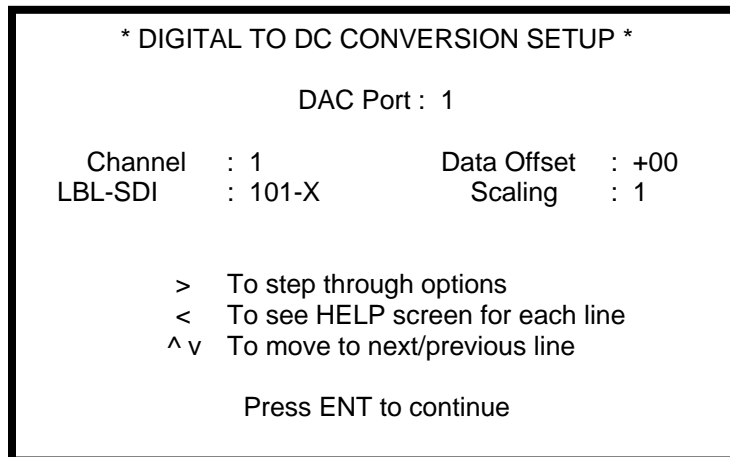 * DIGITAL TO DC CONVERSION SETUP *
DAC Port : 1
Channel : 1 Data Offset : +00
LBL-SDI : 101-X Scaling : 1
> To step through options
< To see HELP screen for each line
^ v To move to next/previous line
Press ENT to continue